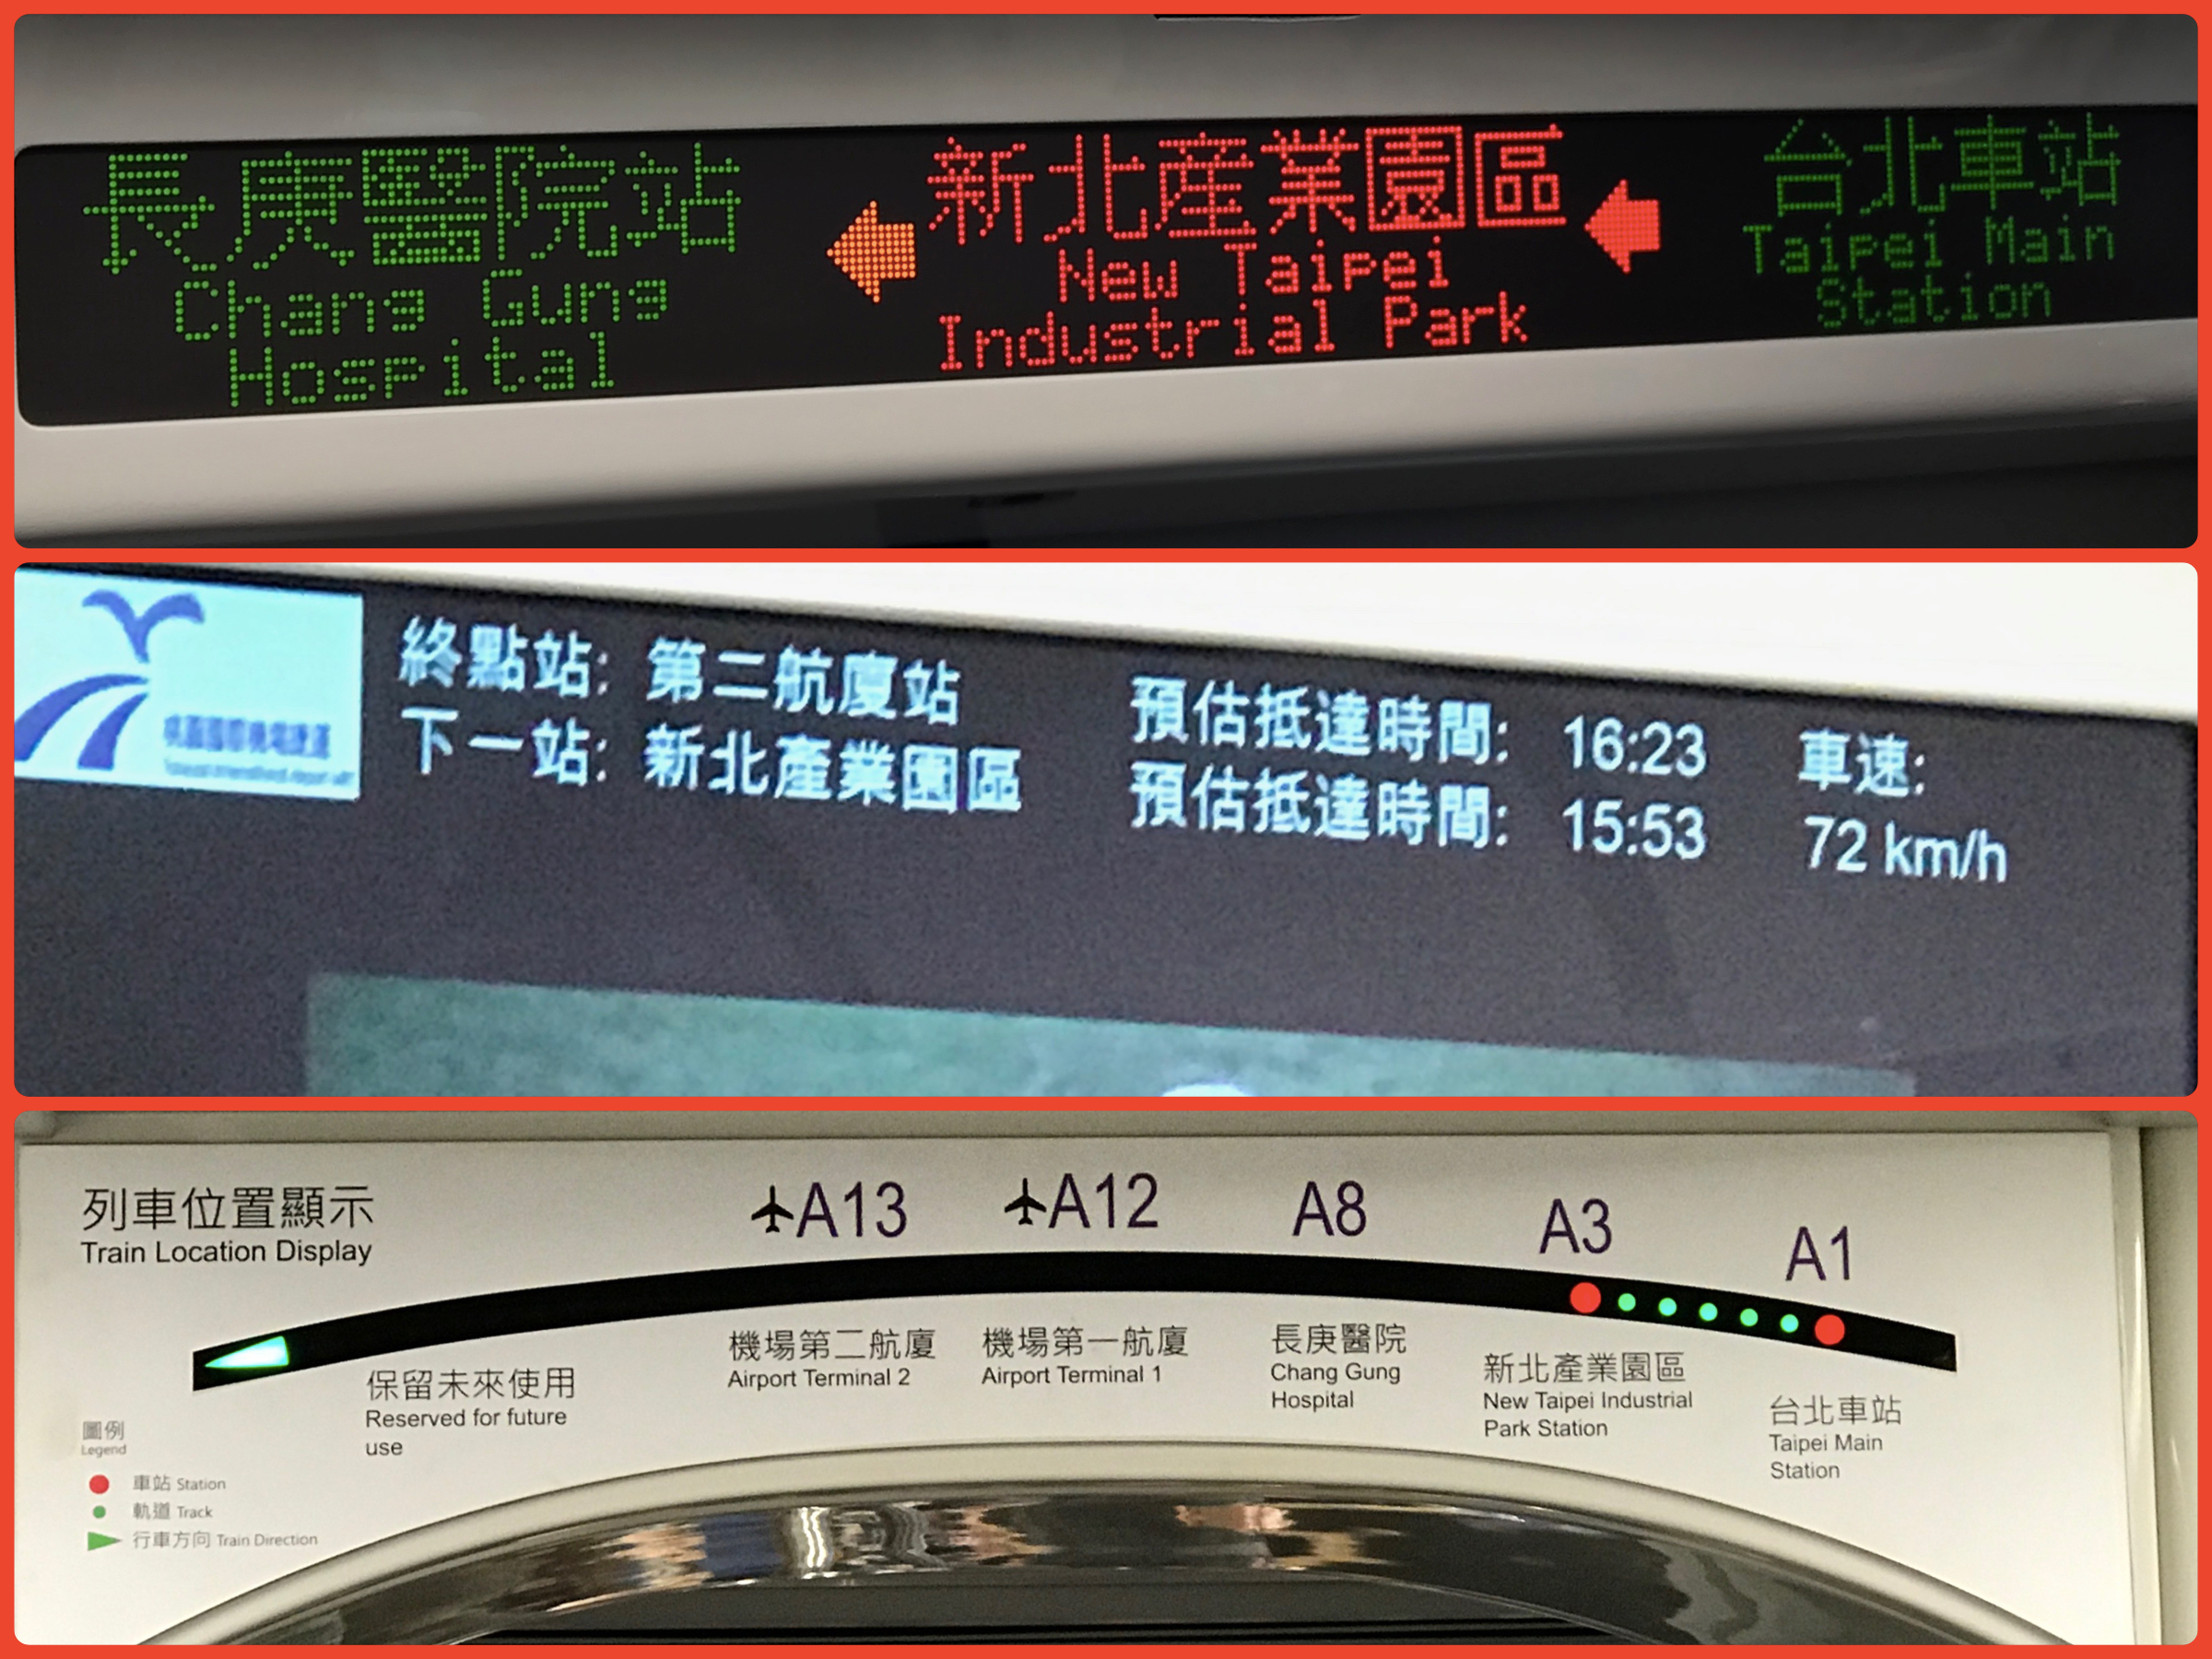 長庚醫院站
Chang Gung
Hospital
新北産業園區
New Taipei
Industrial Park
台北車站
Taipei Main
Station
終點站: 第二航廈站 預估抵達時間: 16:23 車速:
下一站: 新北產業園區 預估抵達時間: 15:53 72 km/h
列車位置顯示
Train Location Display
A13
A12
A8
A3
A1
保留未來使用
Reserved for future
use
機場第二航廈
Airport Terminal 2
機場第一航廈
Airport Terminal 1
長庚醫院
Chang Gung
Hospital
新北產業園區
New Taipei Industrial
Park Station
台北車站
Taipei Main
Station
圖例
Legend
車站 Station
軌道 Track
行車方向 Train Direction